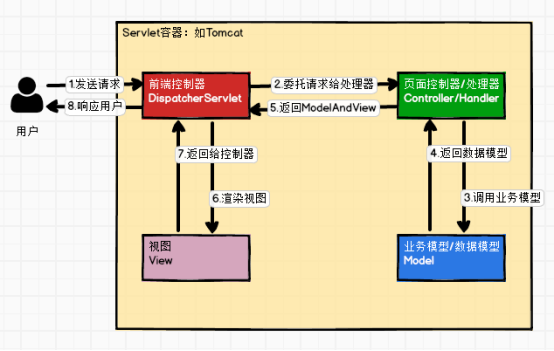 Servlet容器：如Tomcat
1.发送请求
前端控制器
DispatcherServlet
2.委托请求给处理器
页面控制器/处理器
Controller/Handler
8.响应用户
5.返回ModelAndView
用户
7.返回给控制器
4.返回数据模型
6.渲染视图
3.调用业务模型
视图
View
业务模型/数据模型
Model